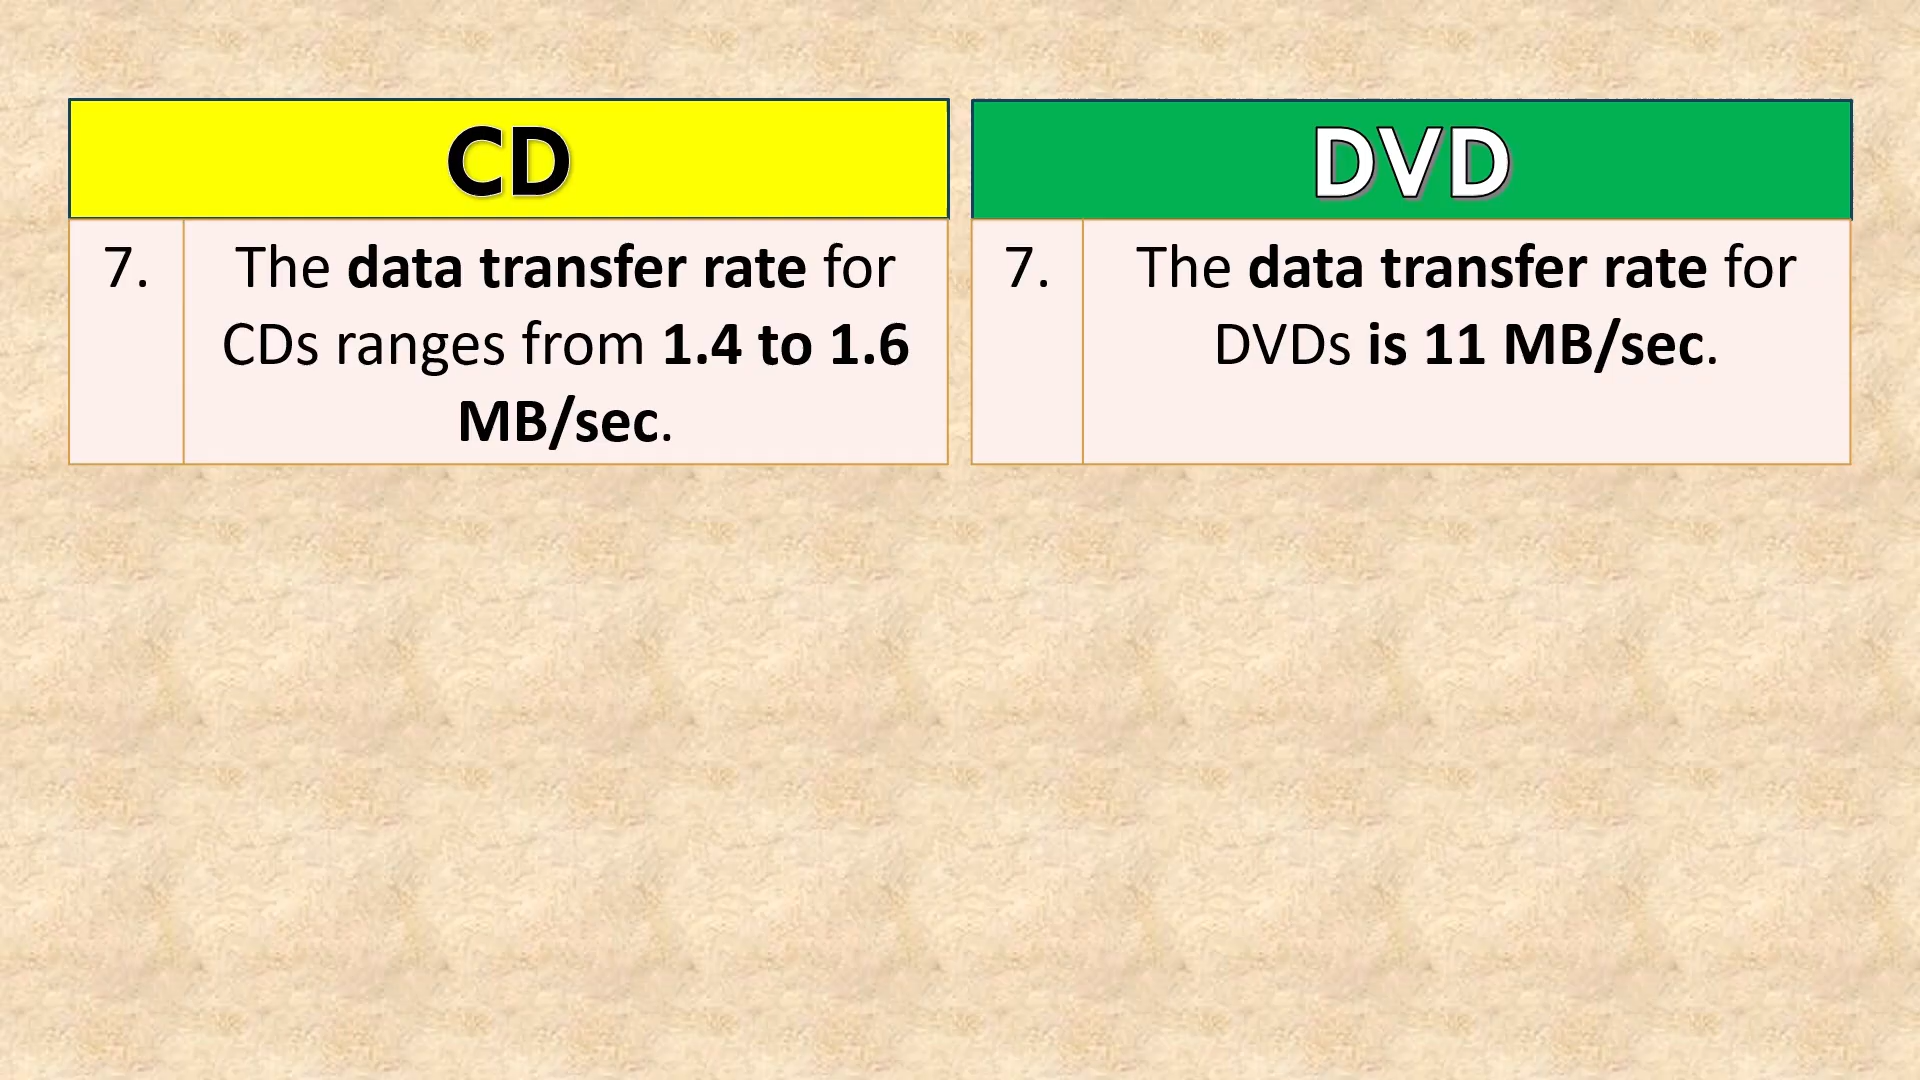 CD
7.
The data transfer rate for
CDs ranges from 1.4 to 1.6
MB/sec.
DVD
7.
The data transfer rate for
DVDs is 11 MB/sec.